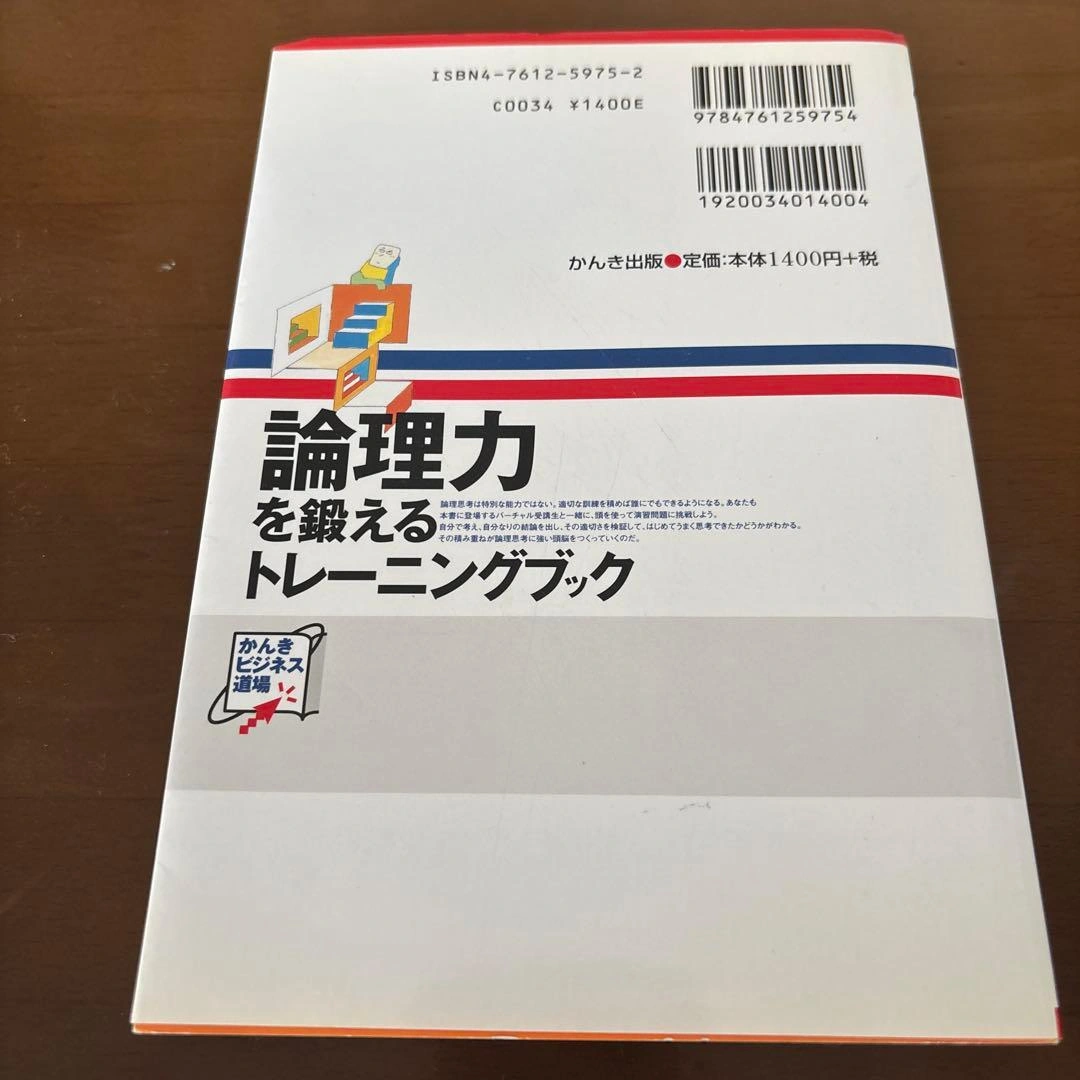 ISBN4-7612-5975-2
C0034 ¥1400E
9784761259754
1920034014004
かんき出版●定価:本体1400円+税
論理力
を鍛える
トレーニングブック
論理思考は特別な能力ではない。適切な訓練を積めば誰にでもできるようになる。あなたも
本書に登場するバーチャル受講生と一緒に、頭を使って演習問題に挑戦しよう。
自分で考え、自分なりの結論を出し、その適切さを検証して、はじめてうまく思考できたかどうかがわかる。
その積み重ねが論理思考に強い頭脳をつくっていくのだ。
かんき
ビジネス
道場